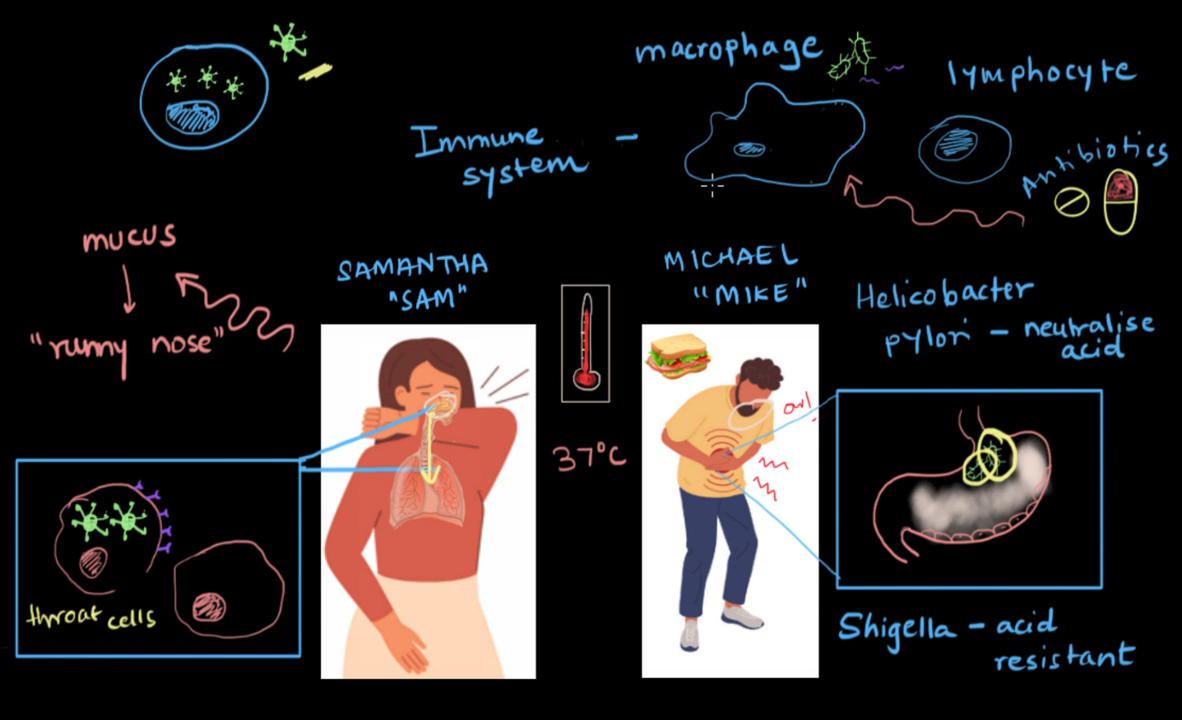 macrophage
lymphocyte
Immune system -
Antibiotics
mucus
"runny nose"
SAMANTHA
"SAM"
MICHAEL
"MIKE"
Helicobacter
pylori - neutralise
acid
37°C
ow!
throat cells
Shigella - acid
resistant